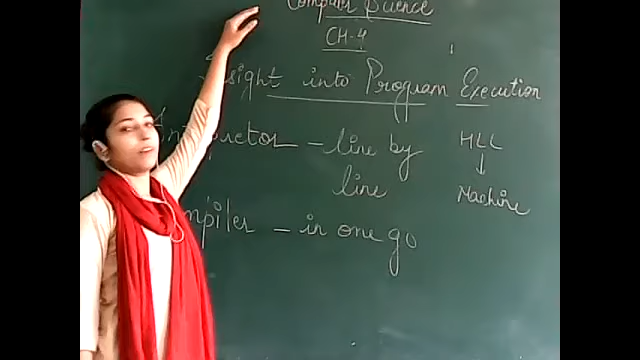 Computer Science
CH-4
Insight into Program Execution
Interpretor - line by
line
HLL
↓
Machine
Compiler - in one go